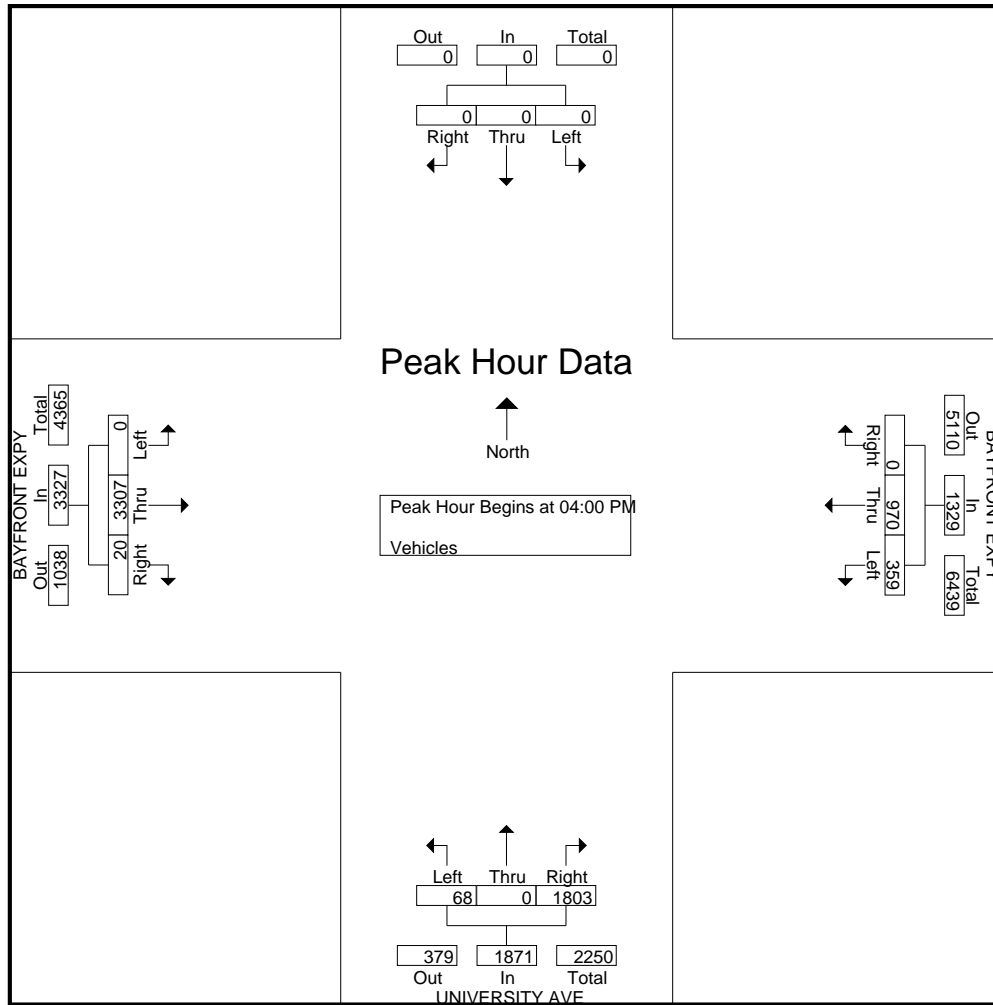 Out In Total
0 0 0
0 0 0
Right Thru Left
Peak Hour Data
North
Peak Hour Begins at 04:00 PM
Vehicles
BAYFRONT EXPY
Out In Total
1038 3327 4365
20 3307 0
Right Thru Left
BAYFRONT EXPY
Out In Total
5110 1329 6439
0 970 359
Right Thru Left
Left Thru Right
68 0 1803
379 1871 2250
Out In Total
UNIVERSITY AVE